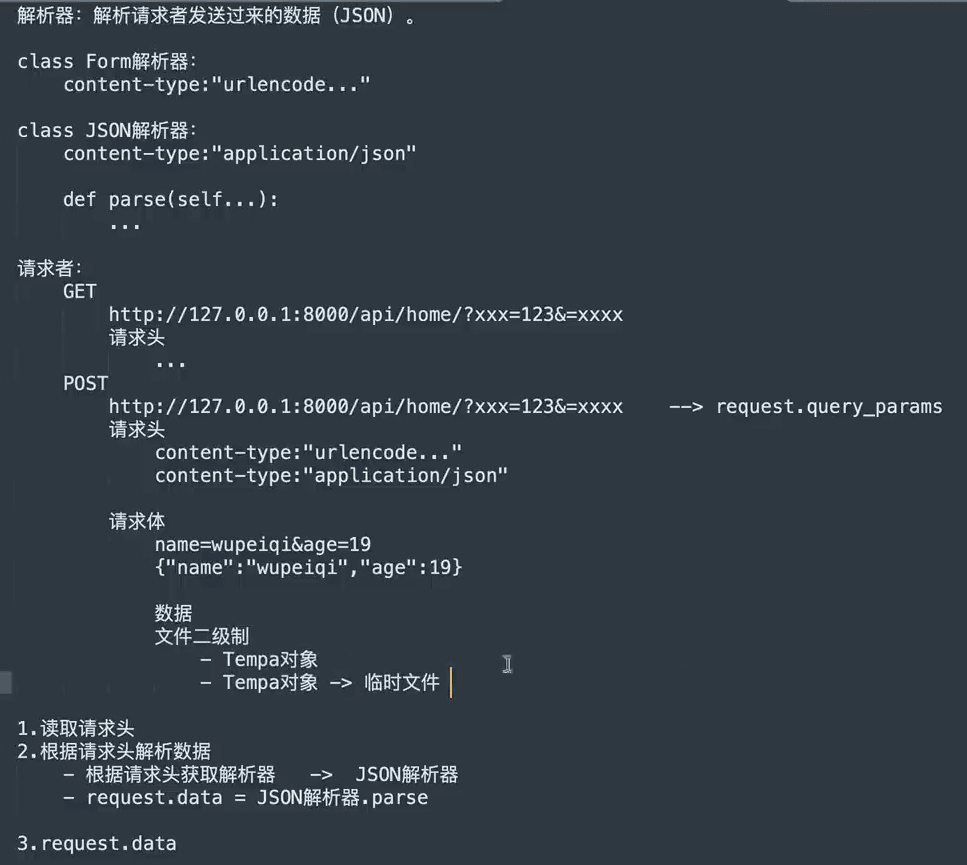 解析器：解析请求者发送过来的数据（JSON）。
class Form解析器:
content-type:"urlencode..."
class JSON解析器:
content-type:"application/json"
def parse(self...):
...
请求者：
GET
http://127.0.0.1:8000/api/home/?xxx=123&=xxxx
请求头
...
POST
http://127.0.0.1:8000/api/home/?xxx=123&=xxxx --> request.query_params
请求头
content-type:"urlencode..."
content-type:"application/json"
请求体
name=wupeiqi&age=19
{"name":"wupeiqi","age":19}
数据
文件二级制
- Tempa对象
- Tempa对象 -> 临时文件
1.读取请求头
2.根据请求头解析数据
- 根据请求头获取解析器 -> JSON解析器
- request.data = JSON解析器.parse
3.request.data